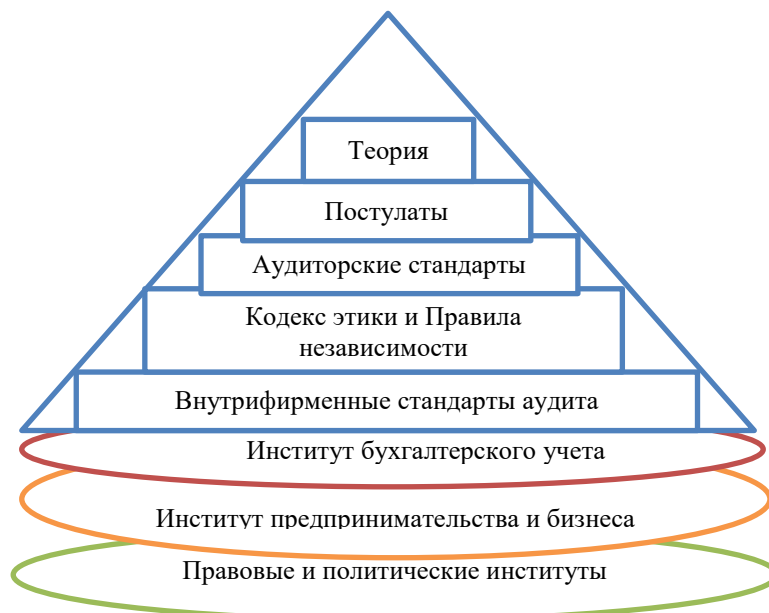 Теория
Постулаты
Аудиторские стандарты
Кодекс этики и Правила
независимости
Внутрифирменные стандарты аудита
Институт бухгалтерского учета
Институт предпринимательства и бизнеса
Правовые и политические институты